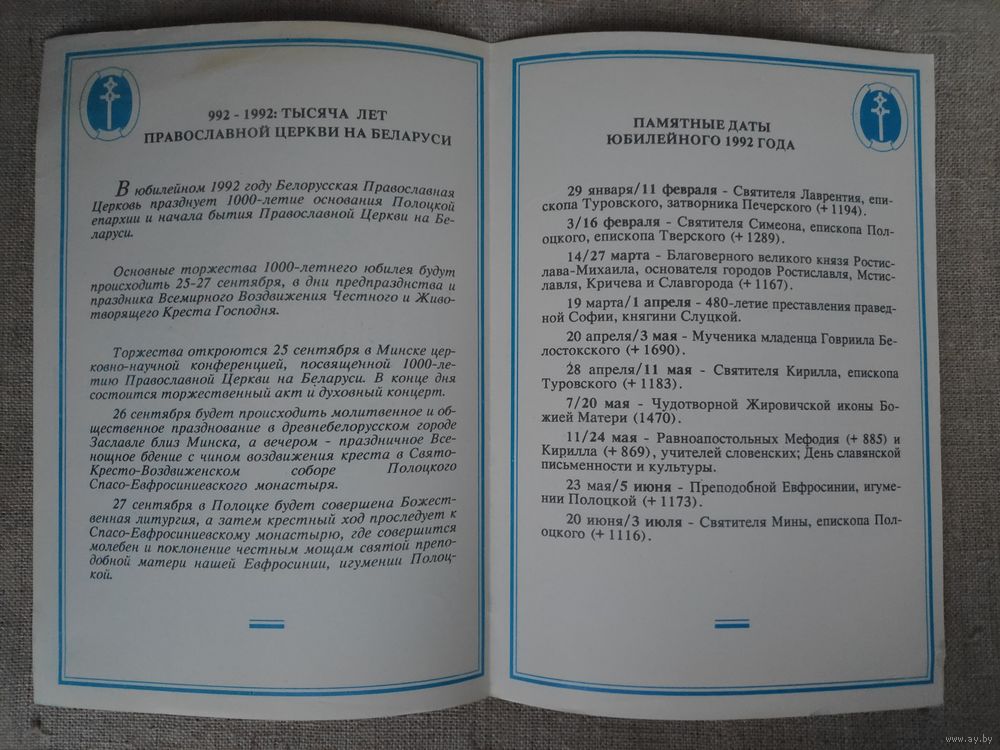 992 - 1992: ТЫСЯЧА ЛЕТ
ПРАВОСЛАВНОЙ ЦЕРКВИ НА БЕЛАРУСИ
В юбилейном 1992 году Белорусская Православная
Церковь празднует 1000-летие основания Полоцкой
епархии и начала бытия Православной Церкви на Бе-
ларуси.
Основные торжества 1000-летнего юбилея будут
происходить 25-27 сентября, в дни предпразднства и
праздника Всемирного Воздвижения Честного и Живо-
творящего Креста Господня.
Торжества откроются 25 сентября в Минске цер-
ковно-научной конференцией, посвященной 1000-ле-
тию Православной Церкви на Беларуси. В конце дня
состоится торжественный акт и духовный концерт.
26 сентября будет происходить молитвенное и об-
щественное празднование в древнебелорусском городе
Заславле близ Минска, а вечером - праздничное Все-
нощное бдение с чином воздвижения креста в Свято-
Кресто-Воздвиженском соборе Полоцкого
Спасо-Евфросиниевского монастыря.
27 сентября в Полоцке будет совершена Божест-
венная литургия, а затем крестный ход проследует к
Спасо-Евфросиниевскому монастырю, где совершится
молебен и поклонение честным мощам святой препо-
добной матери нашей Евфросинии, игумении Полоц-
кой.
ПАМЯТНЫЕ ДАТЫ
ЮБИЛЕЙНОГО 1992 ГОДА
29 января/11 февраля - Святителя Лаврентия, епи-
скопа Туровского, затворника Печерского (+ 1194).
3/16 февраля - Святителя Симеона, епископа Пол-
оцкого, епископа Тверского (+ 1289).
14/27 марта - Благоверного великого князя Ростис-
лава-Михаила, основателя городов Ростиславля, Мстис-
лавля, Кричева и Славгорода (+ 1167).
19 марта/1 апреля - 480-летие преставления правед-
ной Софии, княгини Слуцкой.
20 апреля/3 мая - Мученика младенца Говриила Бе-
лостокского (+ 1690).
28 апреля/11 мая - Святителя Кирилла, епископа
Туровского (+ 1183).
7/20 мая - Чудотворной Жировичской иконы Бо-
жией Матери (1470).
11/24 мая - Равноапостольных Мефодия (+ 885) и
Кирилла (+ 869), учителей словенских; День славянской
письменности и культуры.
23 мая/5 июня - Преподобной Евфросинии, игуме-
нии Полоцкой (+ 1173).
20 июня/3 июля - Святителя Мины, епископа Пол-
оцкого (+ 1116).
www.ay.by